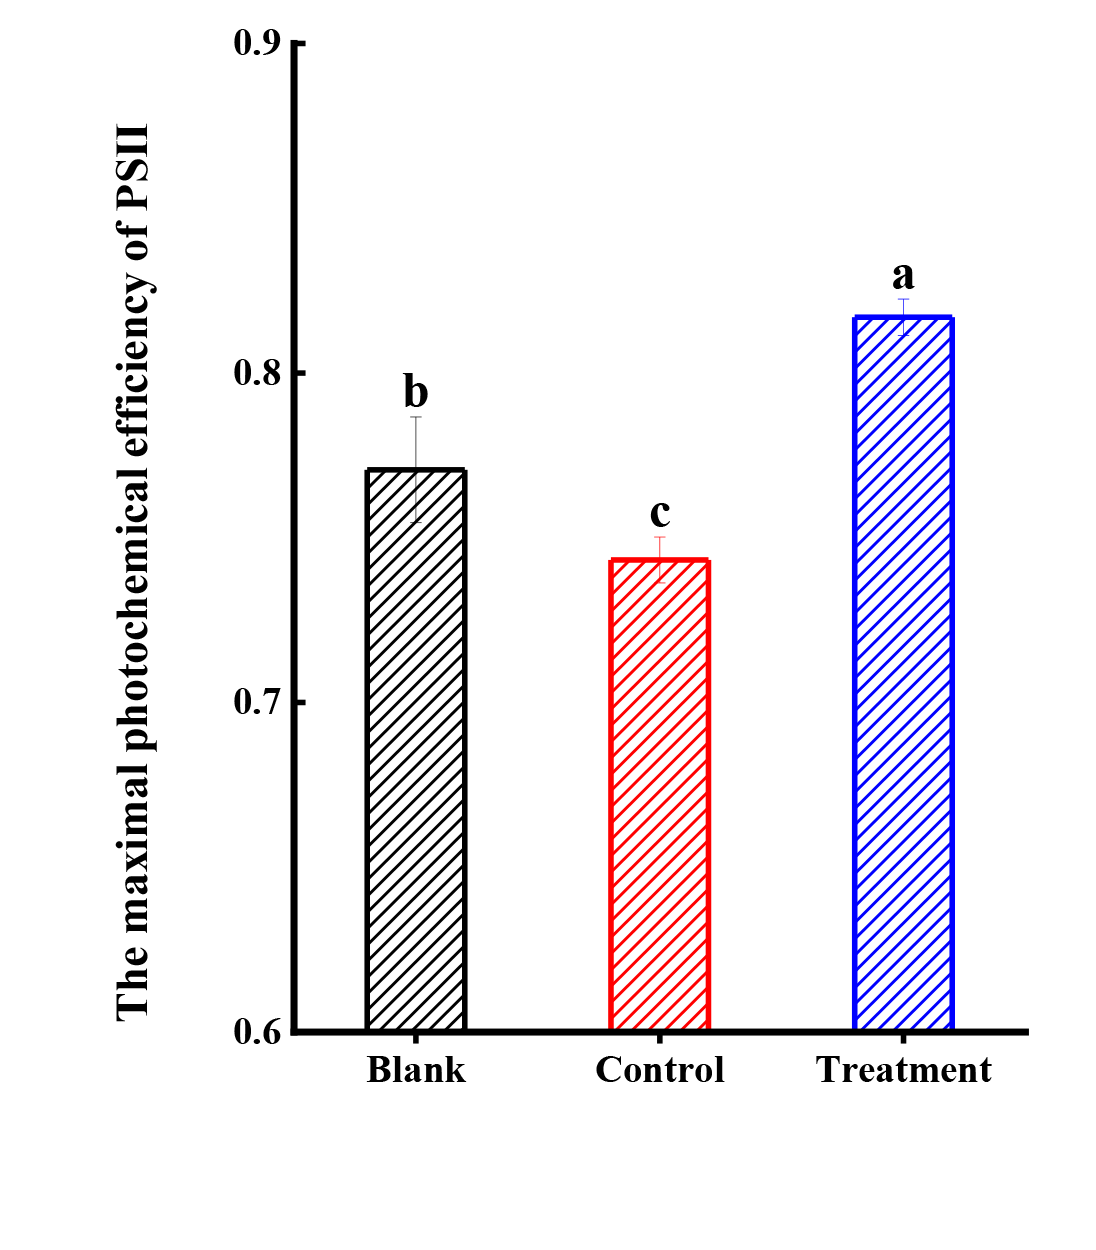 The maximal photochemical efficiency of PSII
0.9
0.8
0.7
0.6
b
c
a
Blank
Control
Treatment